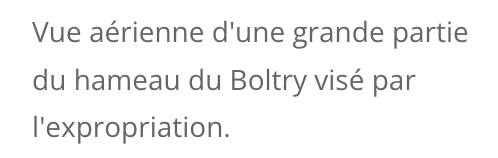 Vue aérienne d'une grande partie
du hameau du Boltry visé par
l'expropriation.